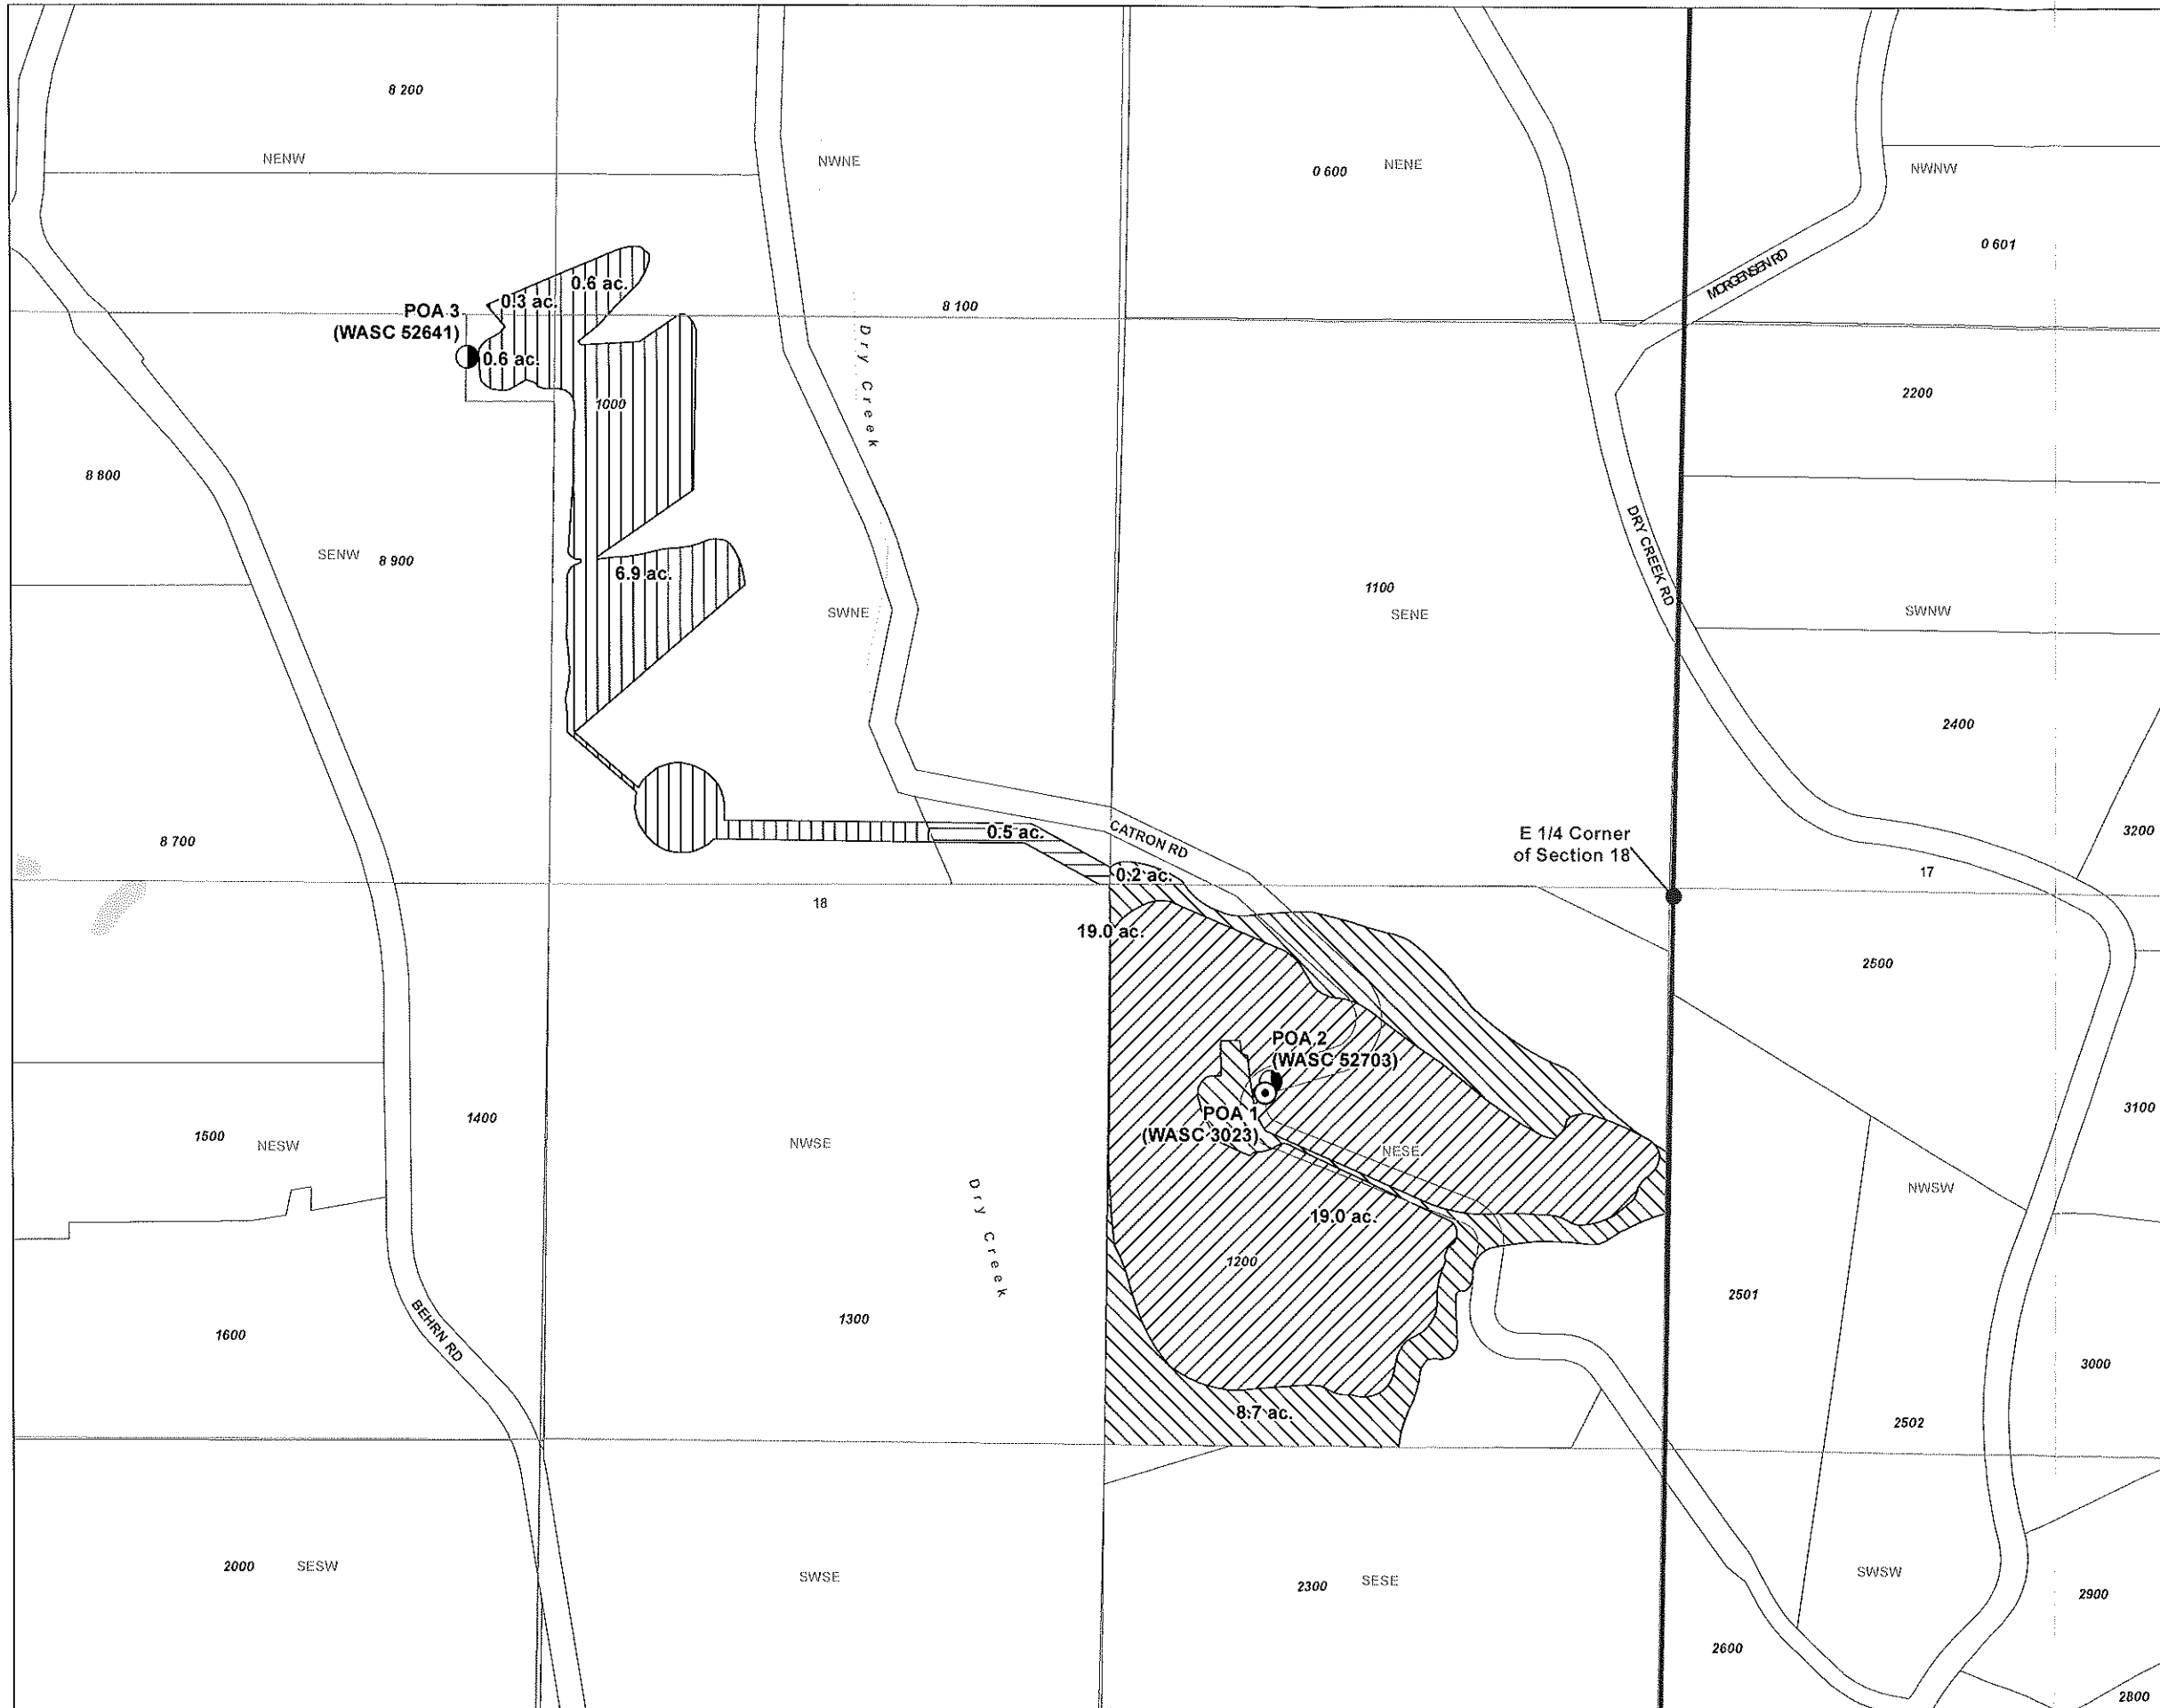 8 200
NENW
NWNE
0 600
NENE
NWNW
0 601
MORGENSEN RD
0.6 ac.
0.3 ac.
POA 3
(WASC 52641)
0.6 ac.
8 100
Dry Creek
1000
2200
8 800
SENW
8 900
6.9 ac.
SWNE
1100
SENE
DRY CREEK RD
SWNW
2400
8 700
0.5 ac.
CATRON RD
E 1/4 Corner
of Section 18
3200
0.2 ac.
17
18
19.0 ac.
2600
POA 2
(WASC 52703)
POA 1
(WASC 3023)
1400
1500
NESW
NWSE
NESE
3100
NWSW
Dry Creek
19.0 ac.
1200
1300
2501
BEHRN RD
1600
3000
8.7 ac.
2502
2000
SESW
SWSE
2300
SESE
SWSW
2900
2600
2800